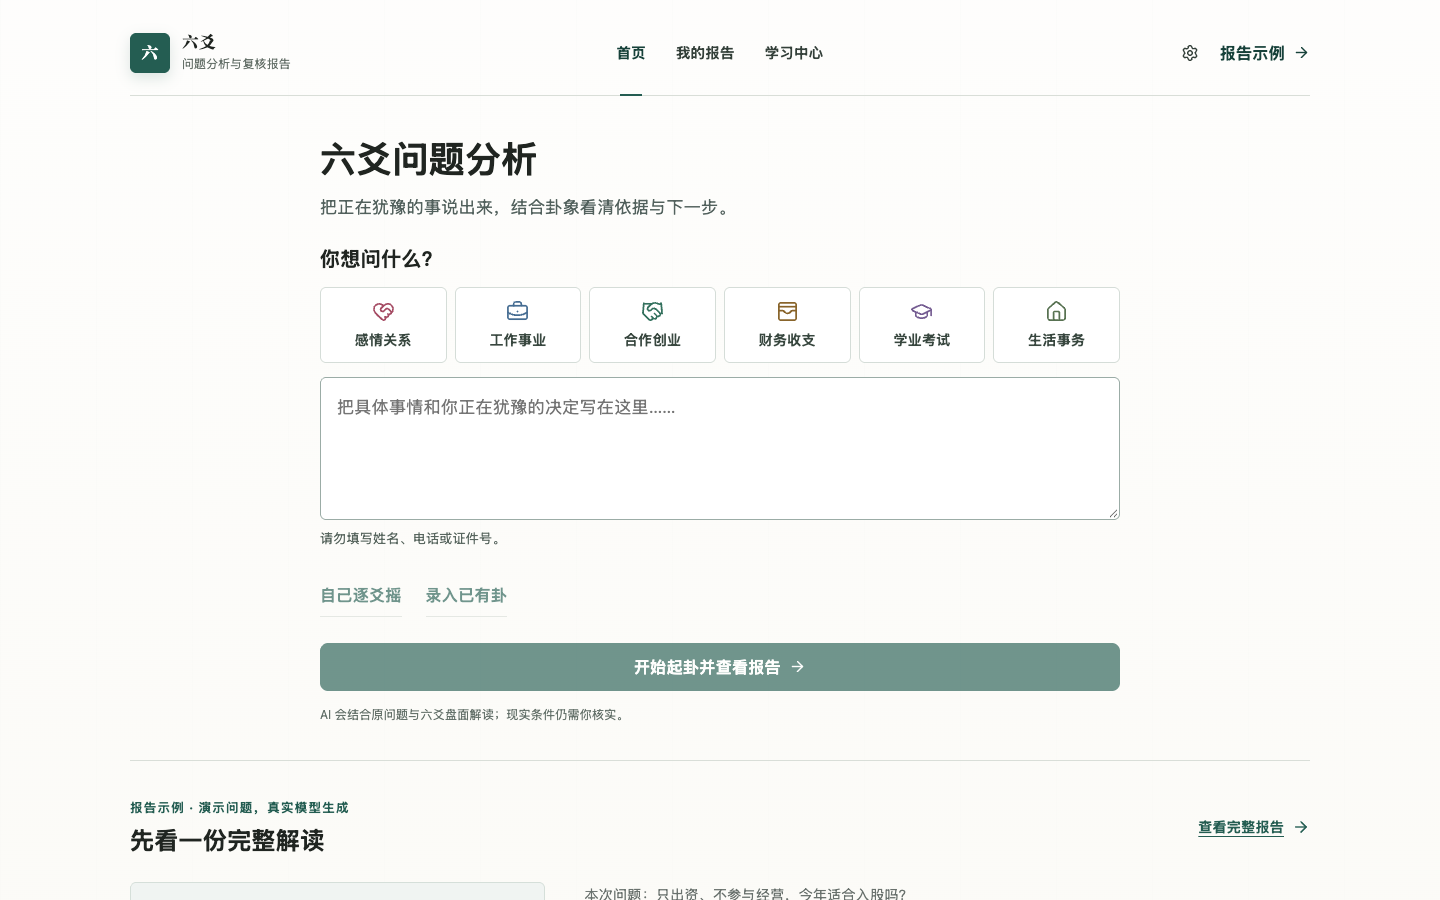 六
六爻
问题分析与复核报告
首页
我的报告
学习中心
报告示例
六爻问题分析
把正在犹豫的事说出来，结合卦象看清依据与下一步。
你想问什么？
感情关系
工作事业
合作创业
财务收支
学业考试
生活事务
把具体事情和你正在犹豫的决定写在这里……
请勿填写姓名、电话或证件号。
自己逐爻摇
录入已有卦
开始起卦并查看报告
AI 会结合原问题与六爻盘面解读；现实条件仍需你核实。
报告示例 · 演示问题，真实模型生成
先看一份完整解读
查看完整报告
本次问题：只出资、不参与经营，今年适合入股吗？